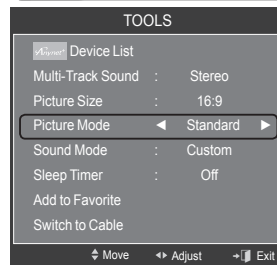 TOOLS
Anynet+ Device List
Multi-Track Sound : Stereo
Picture Size : 16:9
Picture Mode ◀ Standard ▶
Sound Mode : Custom
Sleep Timer : Off
Add to Favorite
Switch to Cable
Move Adjust Exit